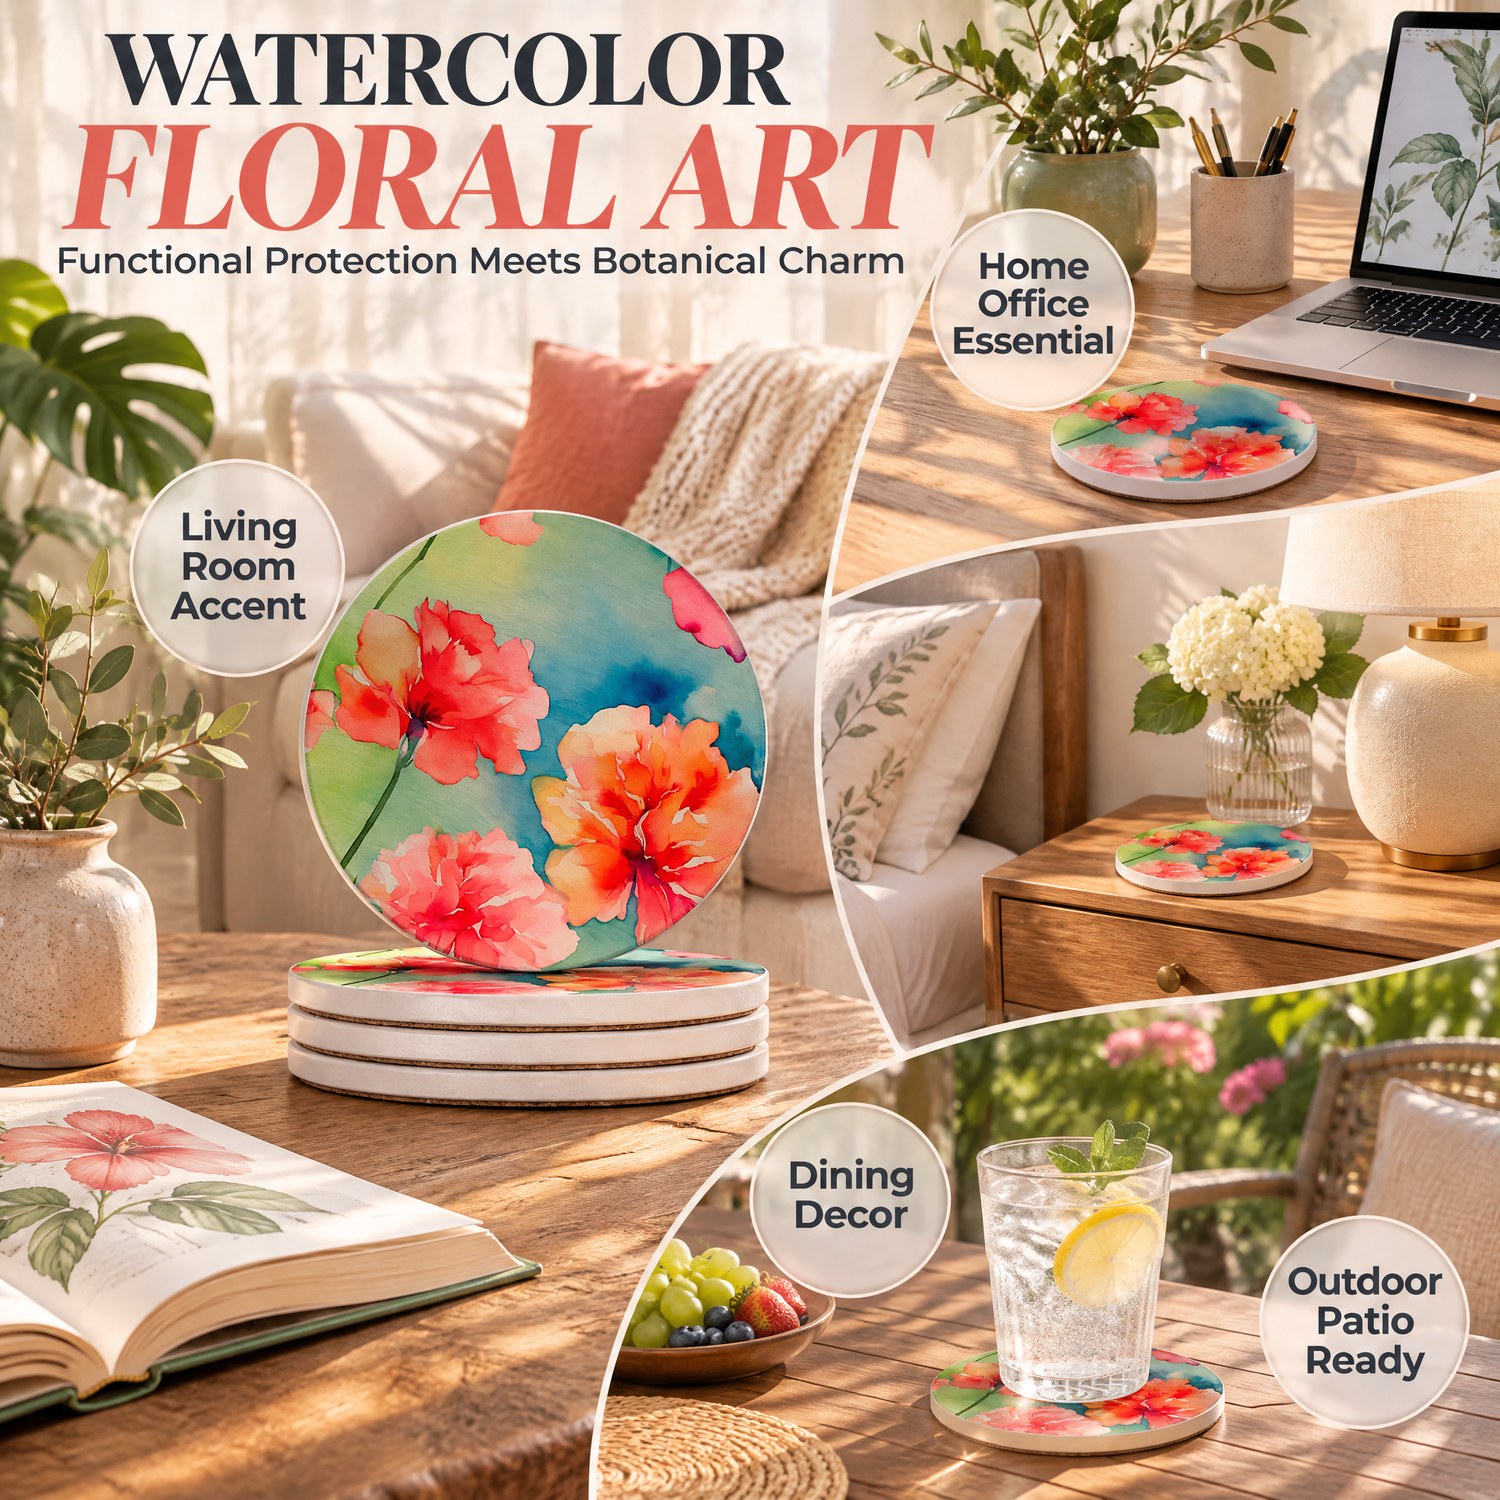 WATERCOLOR
FLORAL ART
Functional Protection Meets Botanical Charm
Home
Office
Essential
Living
Room
Accent
Dining
Decor
Outdoor
Patio
Ready